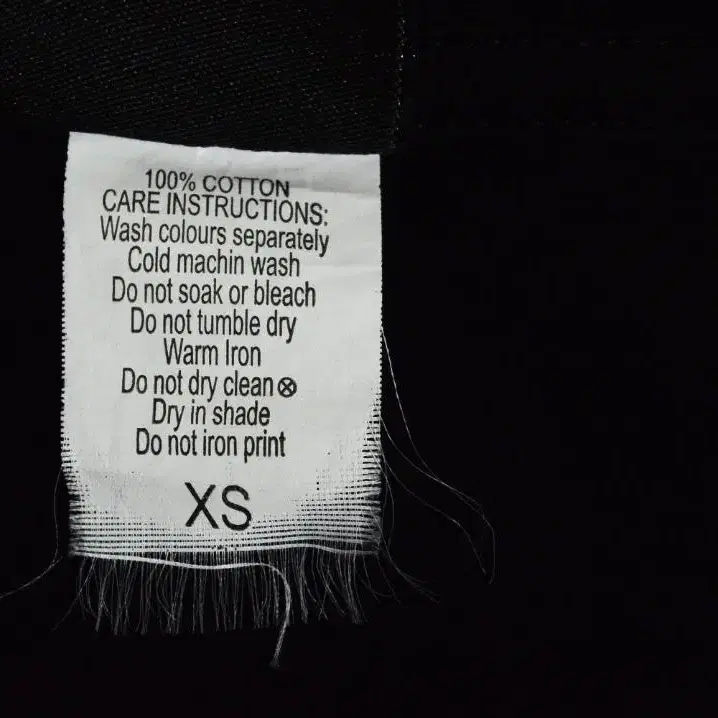 100% COTTON
CARE INSTRUCTIONS:
Wash colours separately
Cold machin wash
Do not soak or bleach
Do not tumble dry
Warm Iron
Do not dry clean ⊗
Dry in shade
Do not iron print
XS